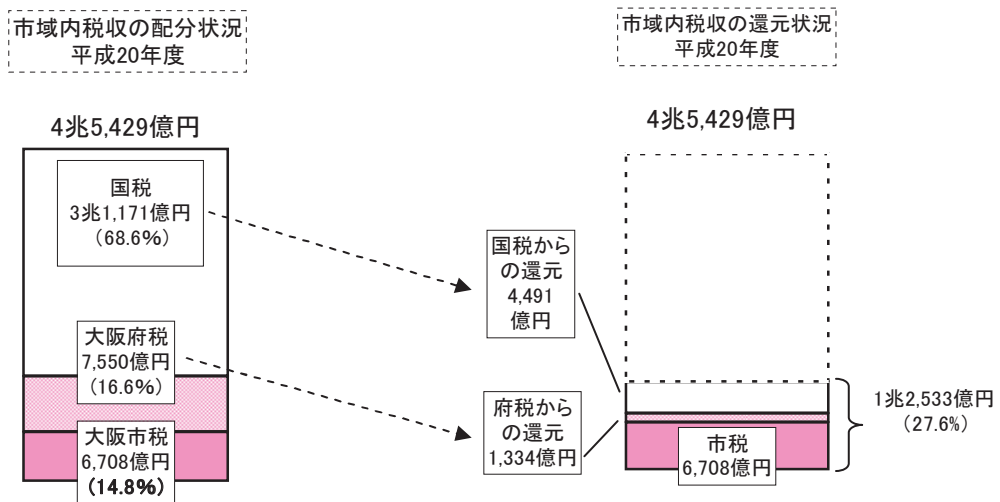 市域内税収の配分状況
平成20年度
市域内税収の還元状況
平成20年度
4兆5,429億円
国税
3兆1,171億円
(68.6%)
大阪府税
7,550億円
(16.6%)
大阪市税
6,708億円
(14.8%)
4兆5,429億円
国税から
の還元
4,491
億円
府税から
の還元
1,334億円
市税
6,708億円
1兆2,533億円
(27.6%)